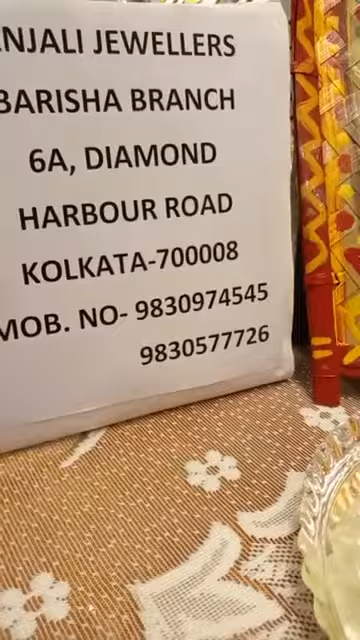 NJALI JEWELLERS
BARISHA BRANCH
6A, DIAMOND
HARBOUR ROAD
KOLKATA-700008
MOB. NO- 9830974545
9830577726